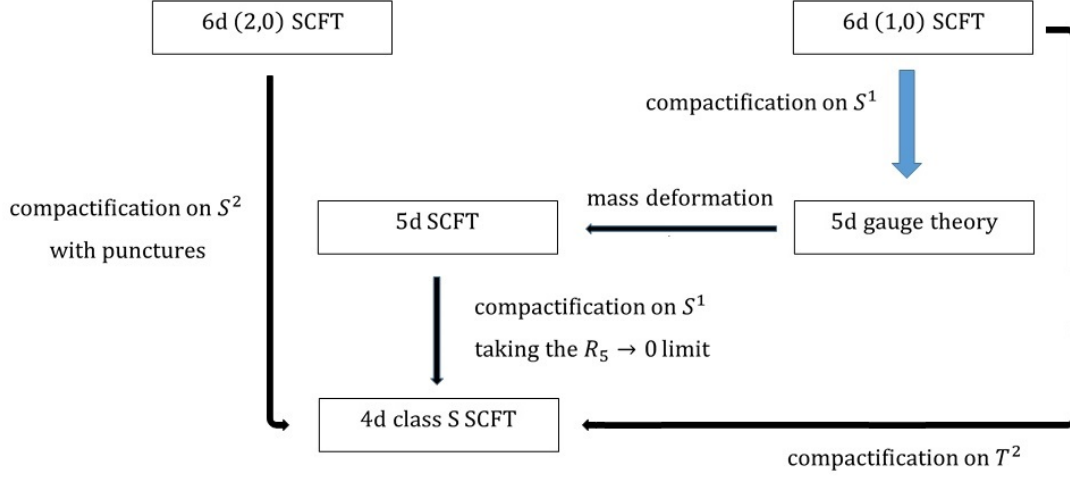 6d (2,0) SCFT
6d (1,0) SCFT
compactification on S¹
compactification on S²
with punctures
mass deformation
5d SCFT
5d gauge theory
compactification on S¹
taking the R₅ → 0 limit
4d class S SCFT
compactification on T²